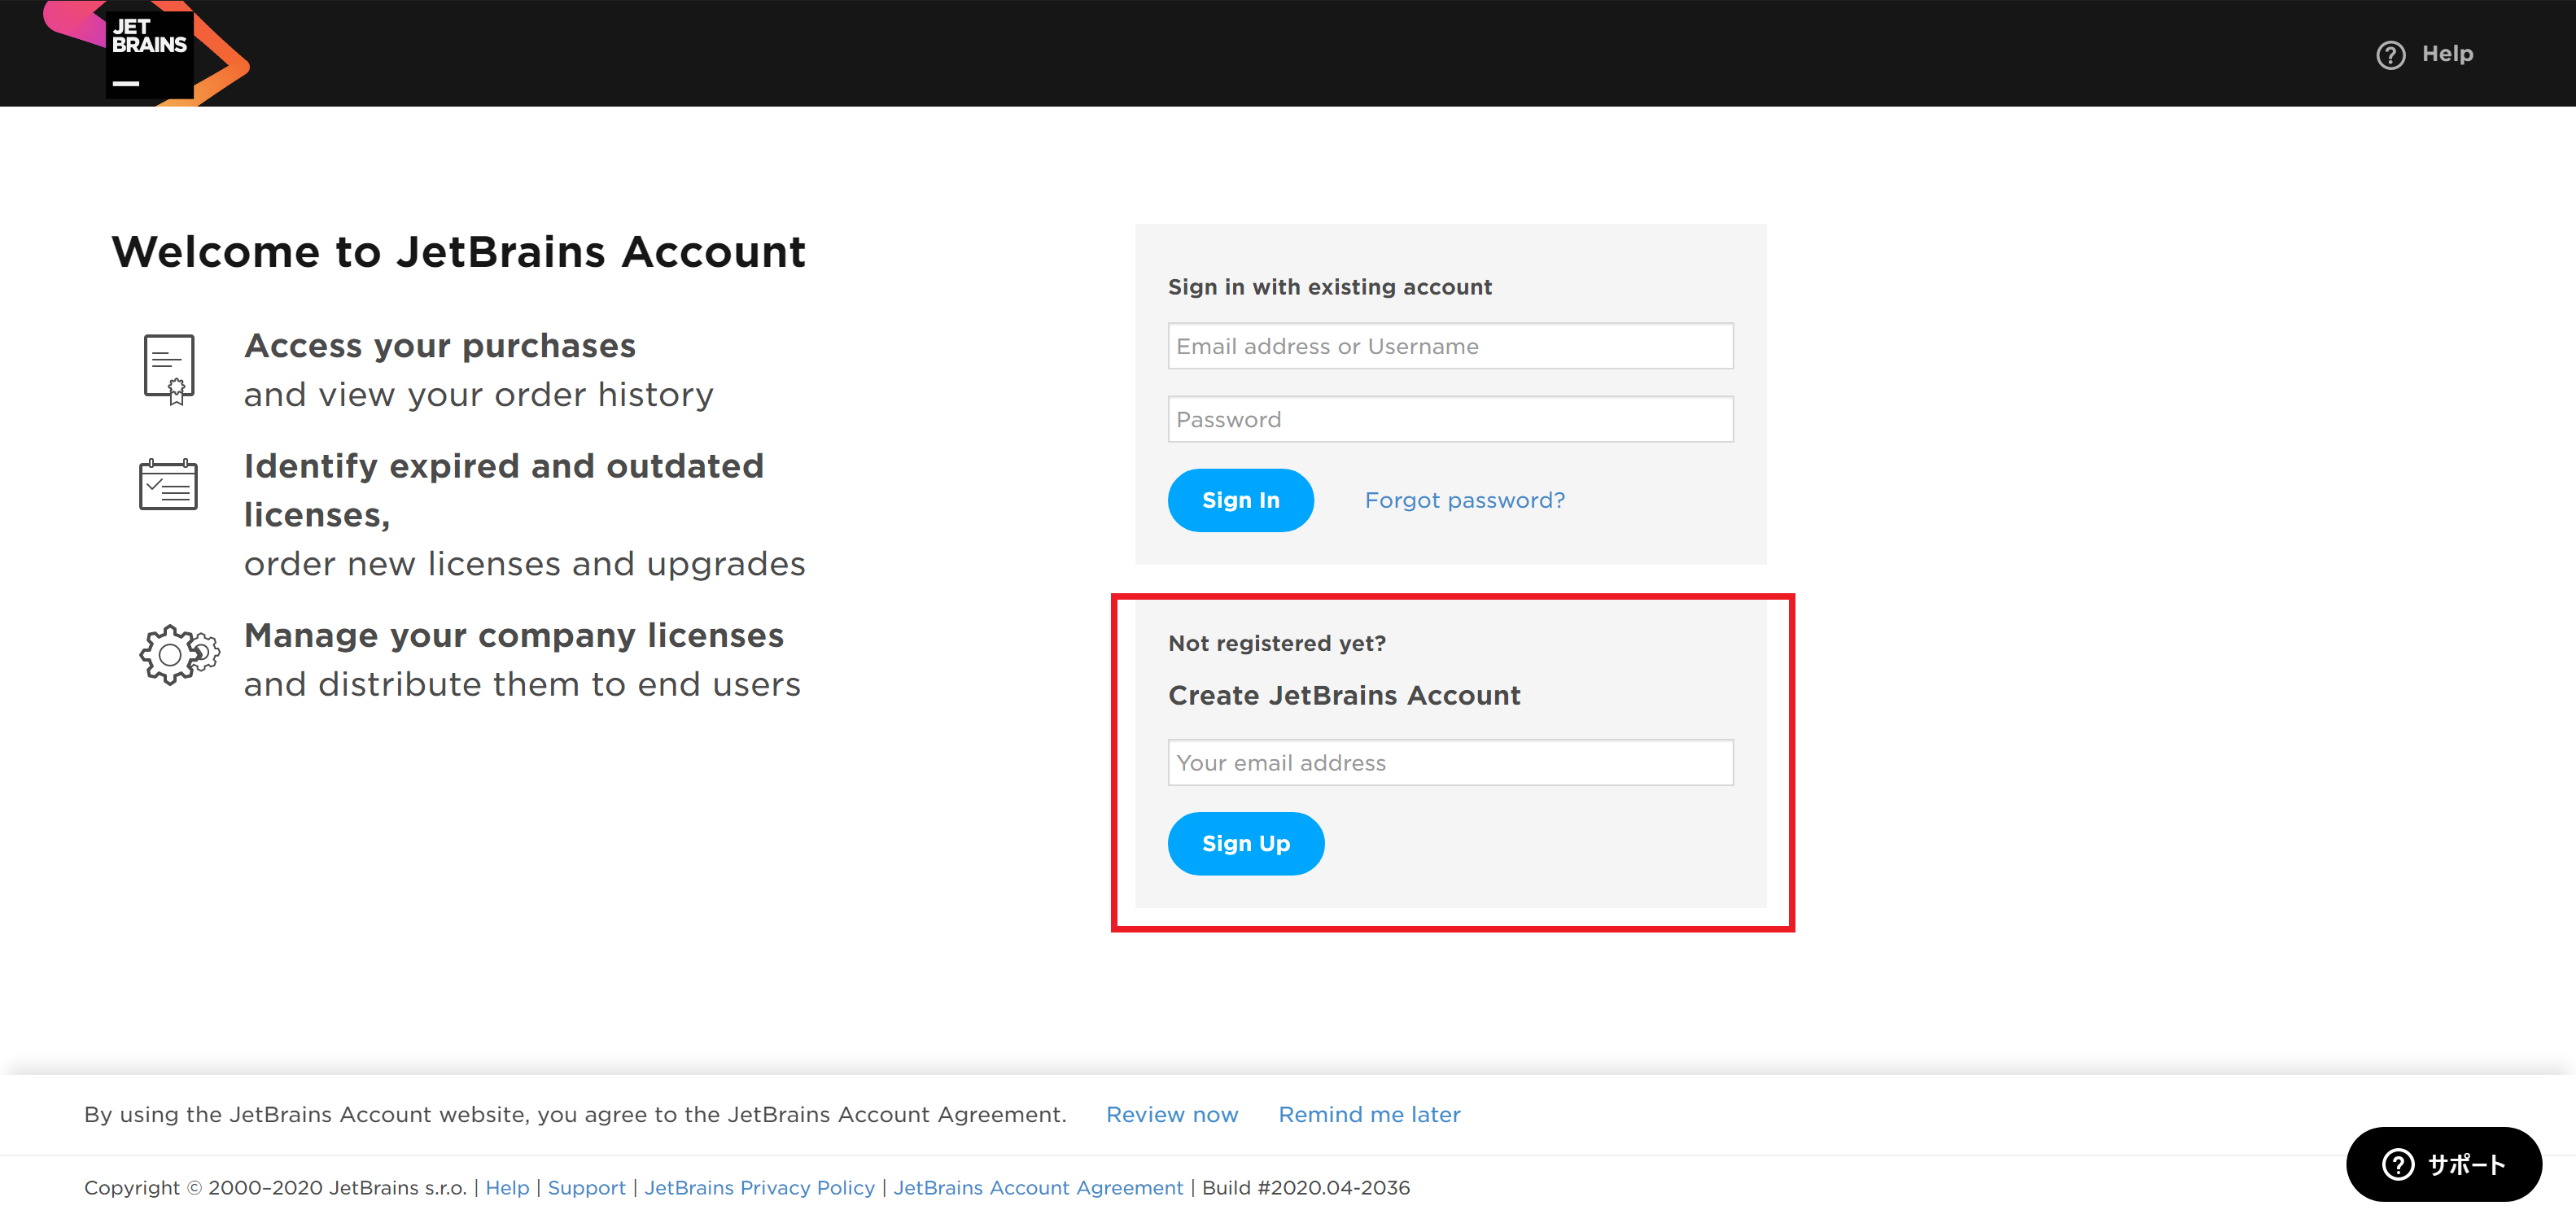 JET
BRAINS
Help
Welcome to JetBrains Account
Access your purchases
and view your order history
Identify expired and outdated
licenses,
order new licenses and upgrades
Manage your company licenses
and distribute them to end users
Sign in with existing account
Email address or Username
Password
Sign In
Forgot password?
Not registered yet?
Create JetBrains Account
Your email address
Sign Up
By using the JetBrains Account website, you agree to the JetBrains Account Agreement. Review now Remind me later
サポート
Copyright © 2000–2020 JetBrains s.r.o. | Help | Support | JetBrains Privacy Policy | JetBrains Account Agreement | Build #2020.04-2036